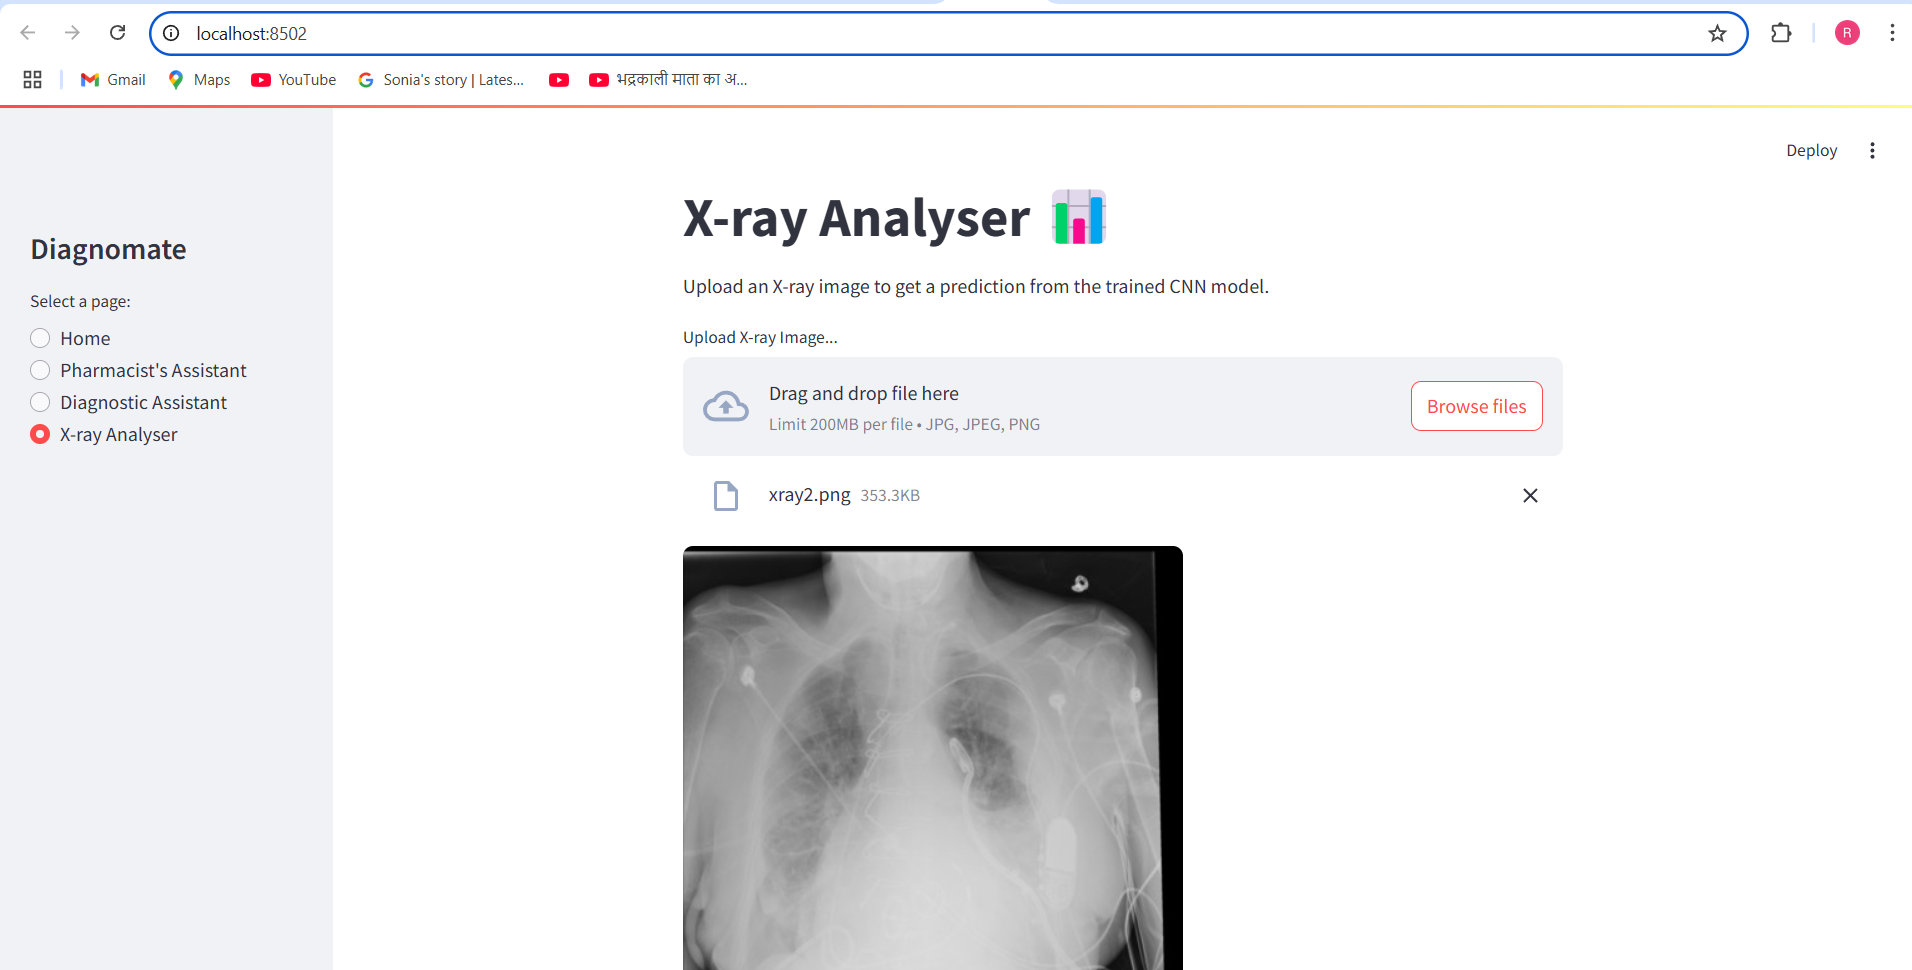 localhost:8502
R
Gmail Maps YouTube Sonia's story | Lates... भद्रकाली माता का अ...
Deploy
Diagnomate
Select a page:
Home
Pharmacist's Assistant
Diagnostic Assistant
X-ray Analyser
X-ray Analyser
Upload an X-ray image to get a prediction from the trained CNN model.
Upload X-ray Image...
Drag and drop file here
Limit 200MB per file • JPG, JPEG, PNG
Browse files
xray2.png 353.3KB